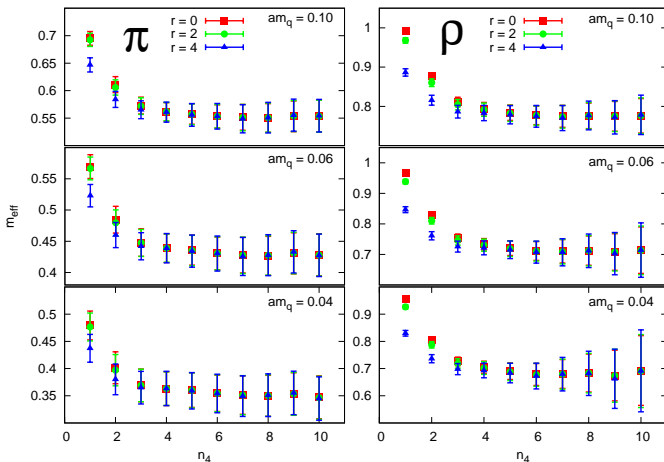 π
am_q = 0.10
r = 0
r = 2
r = 4
0.7
0.65
0.6
0.55
am_q = 0.06
0.55
0.5
0.45
0.4
m_eff
am_q = 0.04
0.5
0.45
0.4
0.35
0 2 4 6 8 10
n_4
ρ
am_q = 0.10
r = 0
r = 2
r = 4
1
0.9
0.8
am_q = 0.06
1
0.9
0.8
0.7
am_q = 0.04
0.9
0.8
0.7
0.6
0 2 4 6 8 10
n_4